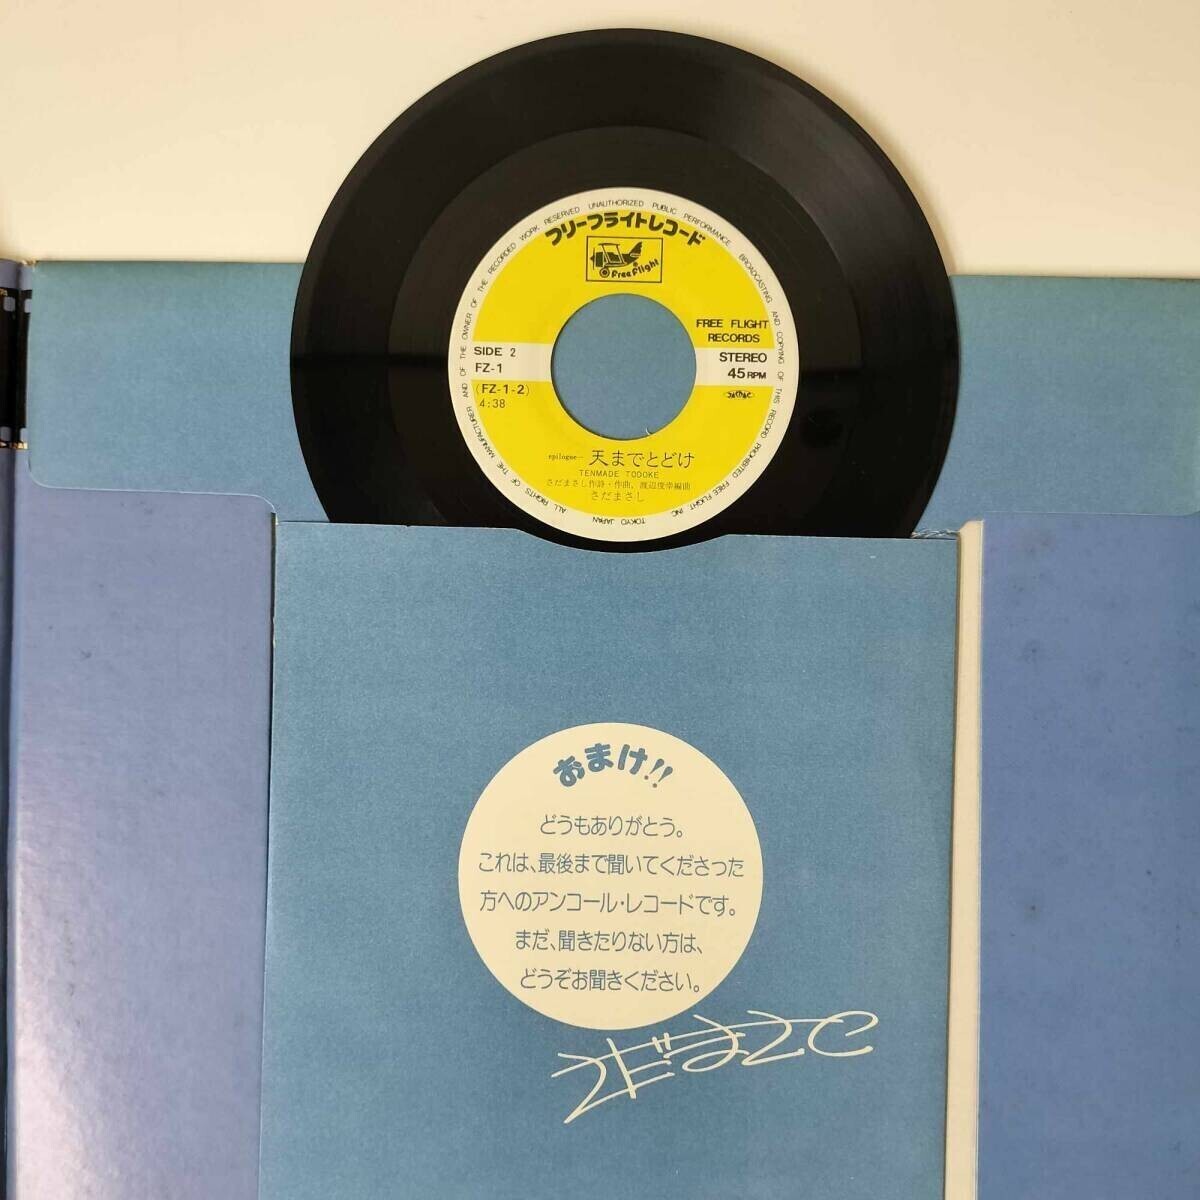 フリーフライトレコード
Free Flight
FREE FLIGHT
RECORDS
SIDE 2
FZ-1
(FZ-1-2)
4:38
STEREO
45 RPM
epilogue— 天までとどけ
TENMADE TODOKE
さだまさし作詩・作曲、渡辺俊幸編曲
さだまさし
ALL RIGHTS OF THE MANUFACTURER AND OF THE OWNER OF THE RECORDED WORK RESERVED UNAUTHORIZED PUBLIC PERFORMANCE BROADCASTING AND COPYING OF THIS RECORD PROHIBITED FREE FLIGHT INC. TOKYO JAPAN
おまけ!!
どうもありがとう。
これは、最後まで聞いてくださった
方へのアンコール・レコードです。
まだ、聞きたりない方は、
どうぞお聞きください。
さだまさし